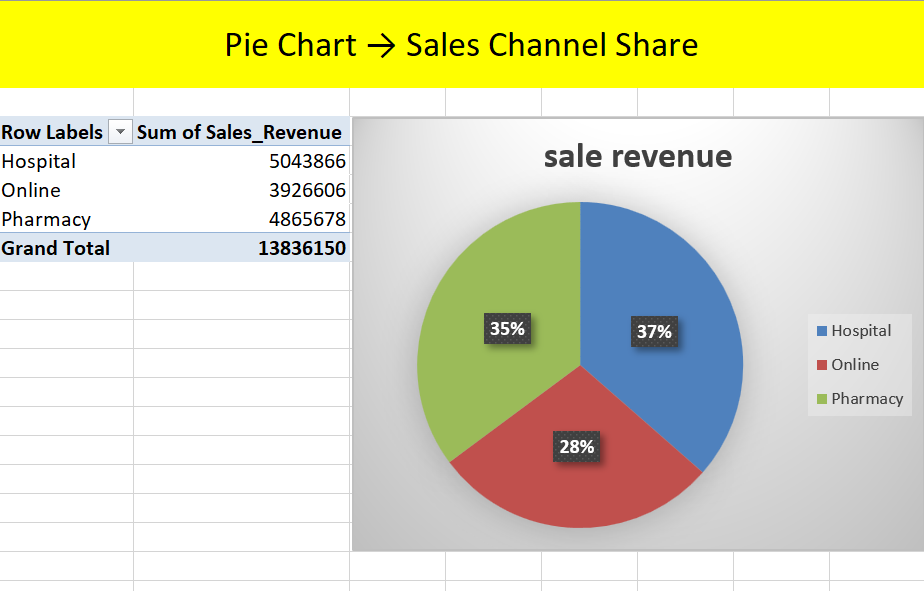 Pie Chart → Sales Channel Share
Row Labels Sum of Sales_Revenue
Hospital 5043866
Online 3926606
Pharmacy 4865678
Grand Total 13836150
sale revenue
35%
37%
28%
Hospital
Online
Pharmacy